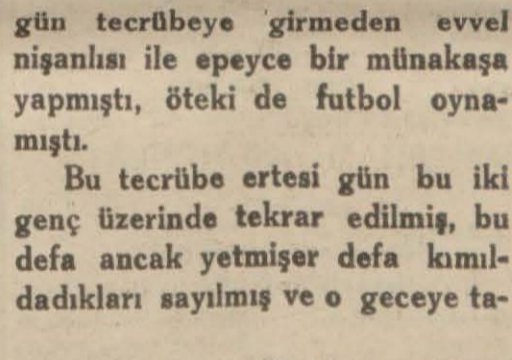 gün tecrübeye girmeden evvel
nişanlısı ile epeyce bir münakaşa
yapmıştı, öteki de futbol oyna-
mıştı.
Bu tecrübe ertesi gün bu iki
genç üzerinde tekrar edilmiş, bu
defa ancak yetmişer defa kımıl-
dadıkları sayılmış ve o geceye ta-